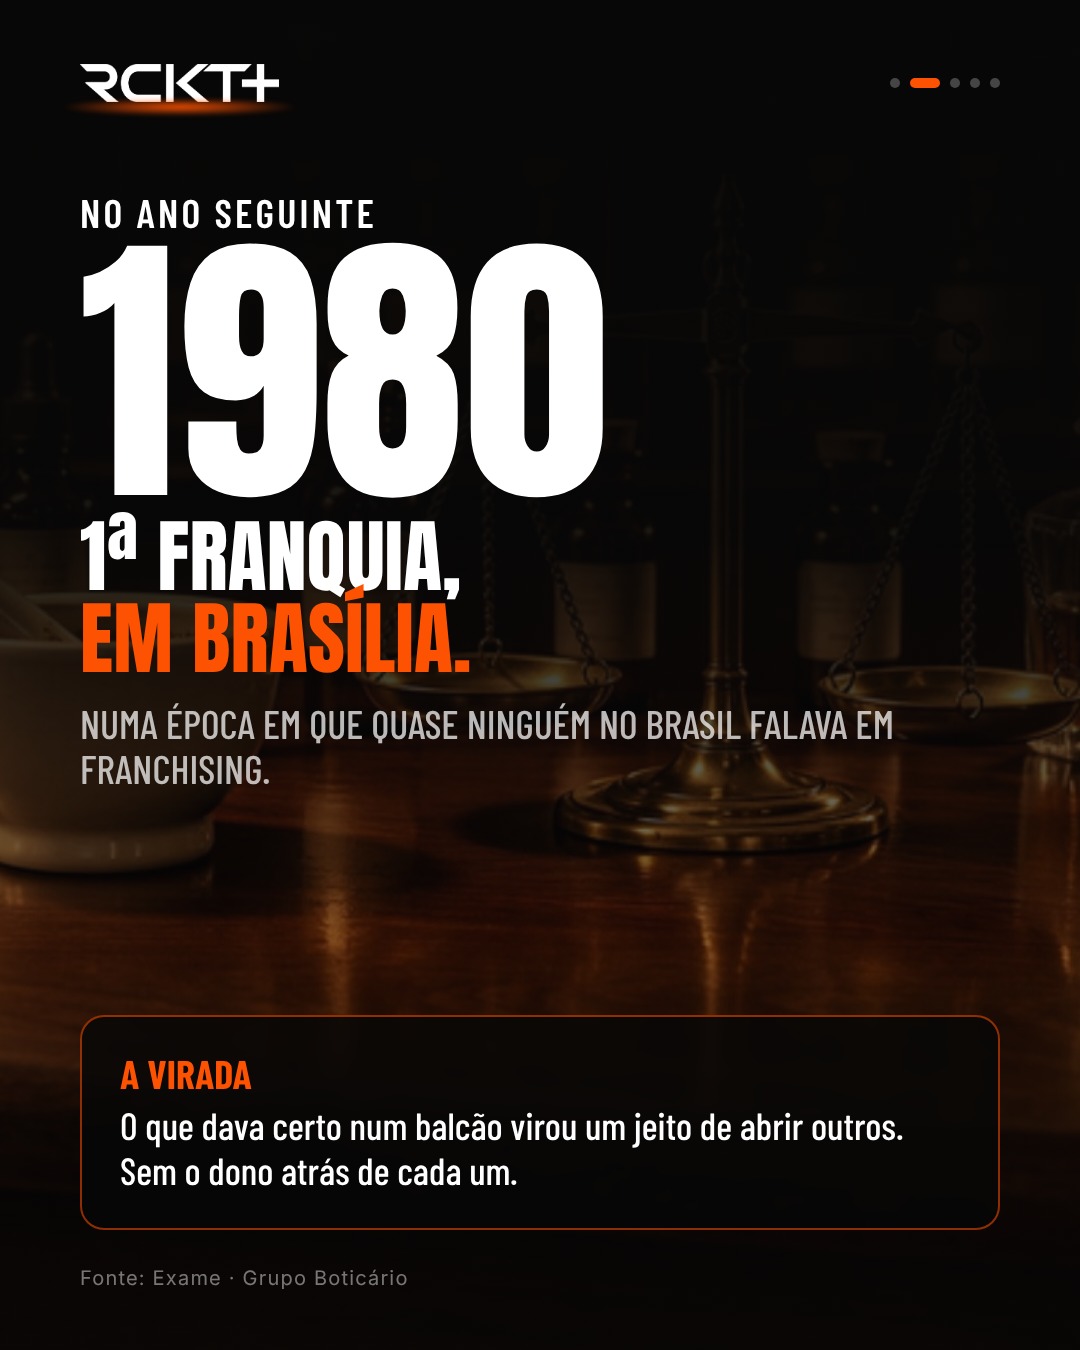 RCKT+
NO ANO SEGUINTE
1980
1ª FRANQUIA,
EM BRASÍLIA.
NUMA ÉPOCA EM QUE QUASE NINGUÉM NO BRASIL FALAVA EM
FRANCHISING.
A VIRADA
O que dava certo num balcão virou um jeito de abrir outros.
Sem o dono atrás de cada um.
Fonte: Exame · Grupo Boticário